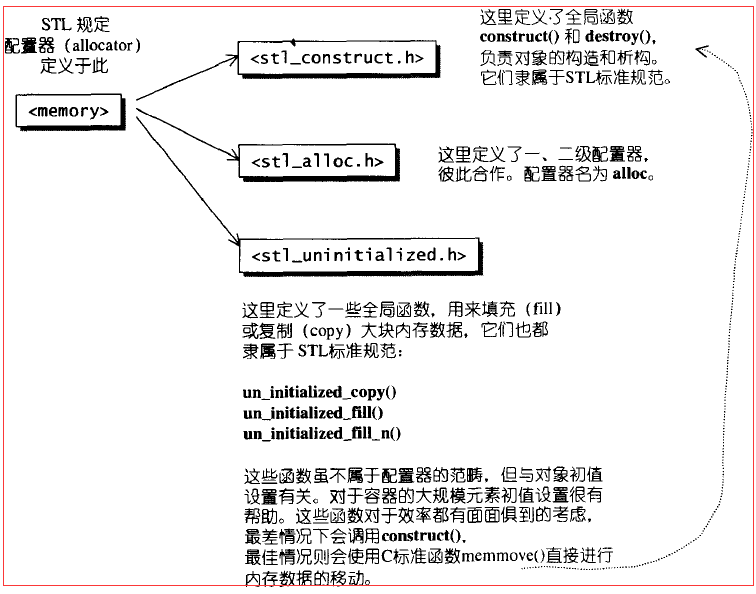 STL 规定
配置器（allocator）
定义于此
<memory>
<stl_construct.h>
这里定义了全局函数
construct() 和 destroy(),
负责对象的构造和析构。
它们隶属于STL标准规范。
<stl_alloc.h>
这里定义了一、二级配置器，
彼此合作。配置器名为 alloc。
<stl_uninitialized.h>
这里定义了一些全局函数，用来填充（fill）
或复制（copy）大块内存数据，它们也都
隶属于 STL标准规范：
un_initialized_copy()
un_initialized_fill()
un_initialized_fill_n()
这些函数虽不属于配置器的范畴，但与对象初值
设置有关。对于容器的大规模元素初值设置很有
帮助。这些函数对于效率都有面面俱到的考虑，
最差情况下会调用construct(),
最佳情况则会使用C标准函数memmove()直接进行
内存数据的移动。